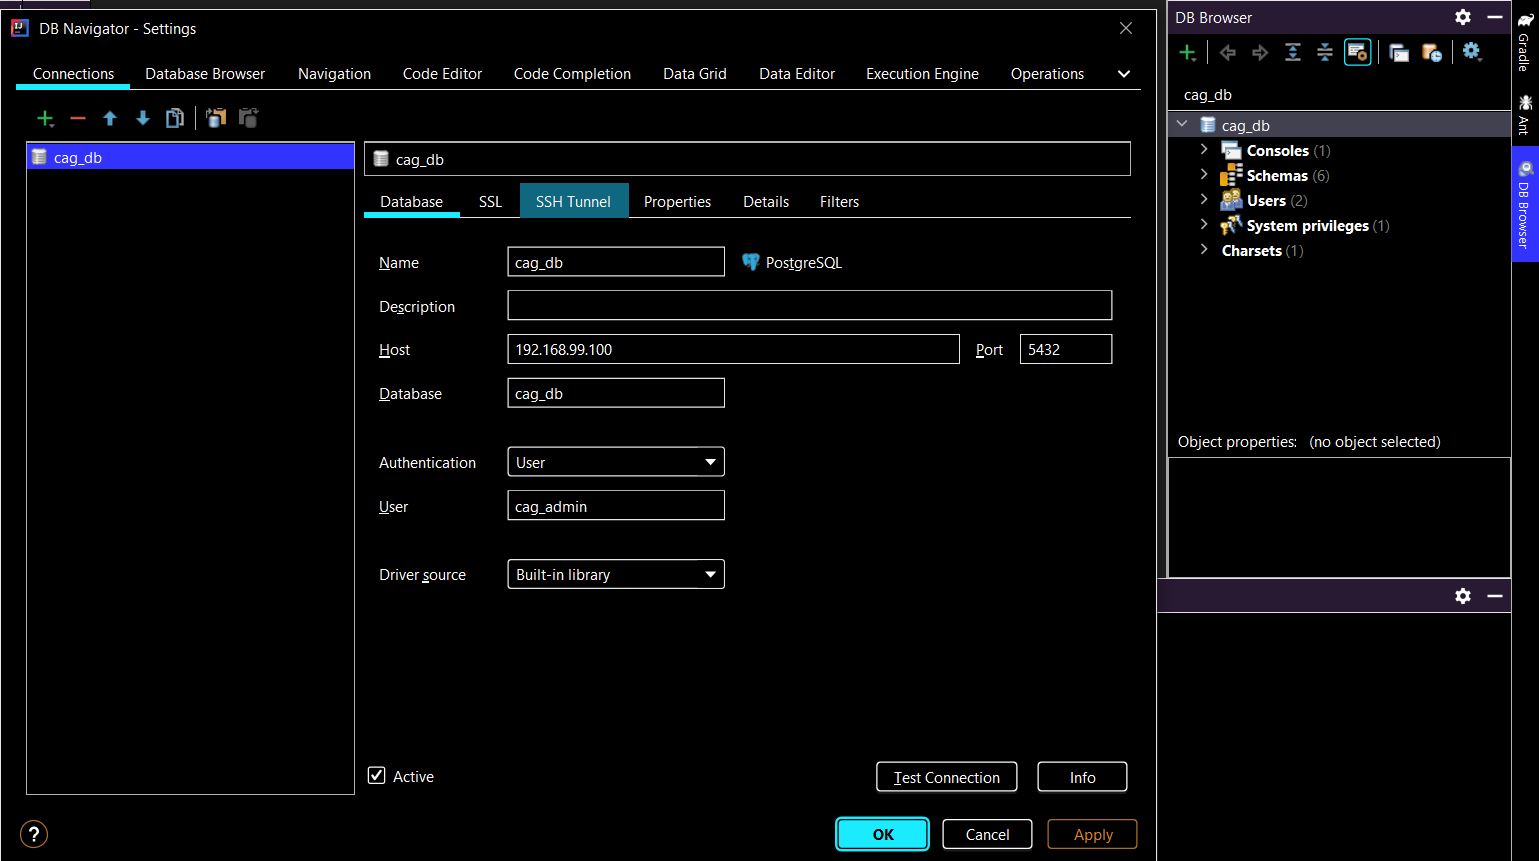 DB Navigator - Settings
Connections Database Browser Navigation Code Editor Code Completion Data Grid Data Editor Execution Engine Operations
cag_db
cag_db
Database SSL SSH Tunnel Properties Details Filters
Name cag_db PostgreSQL
Description
Host 192.168.99.100 Port 5432
Database cag_db
Authentication User
User cag_admin
Driver source Built-in library
Active Test Connection Info
? OK Cancel Apply
DB Browser
cag_db
cag_db
Consoles (1)
Schemas (6)
Users (2)
System privileges (1)
Charsets (1)
Object properties: (no object selected)
Gradle
Ant
DB Browser